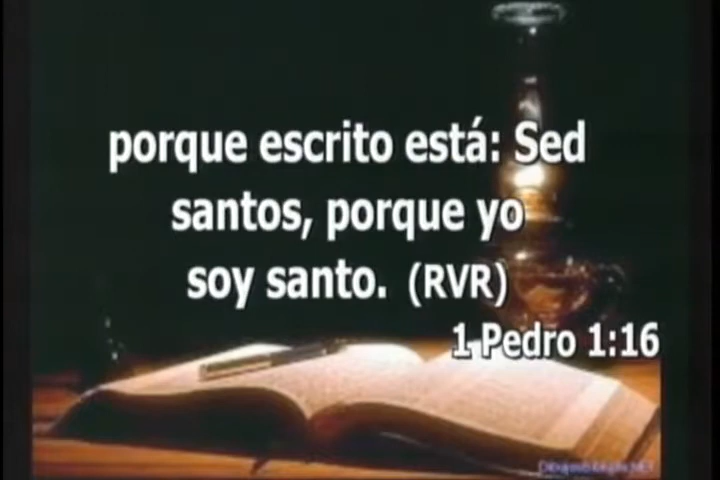 porque escrito está: Sed
santos, porque yo
soy santo. (RVR)
1 Pedro 1:16